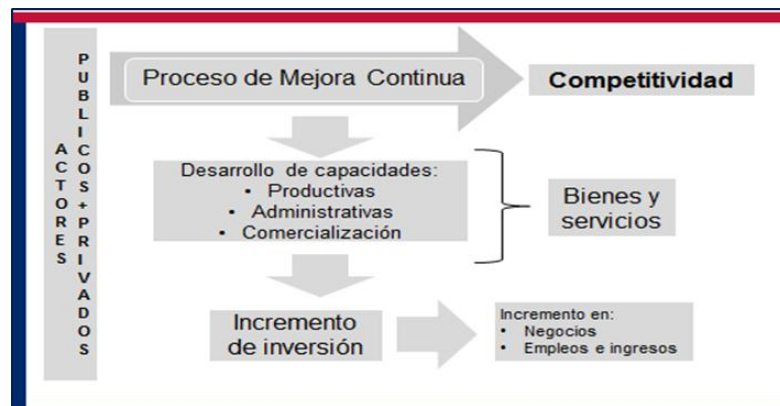 ACTORES
PUBLICOS+PRIVADOS
Proceso de Mejora Continua
Competitividad
Desarrollo de capacidades:
• Productivas
• Administrativas
• Comercialización
Bienes y
servicios
Incremento
de inversión
Incremento en:
• Negocios
• Empleos e ingresos